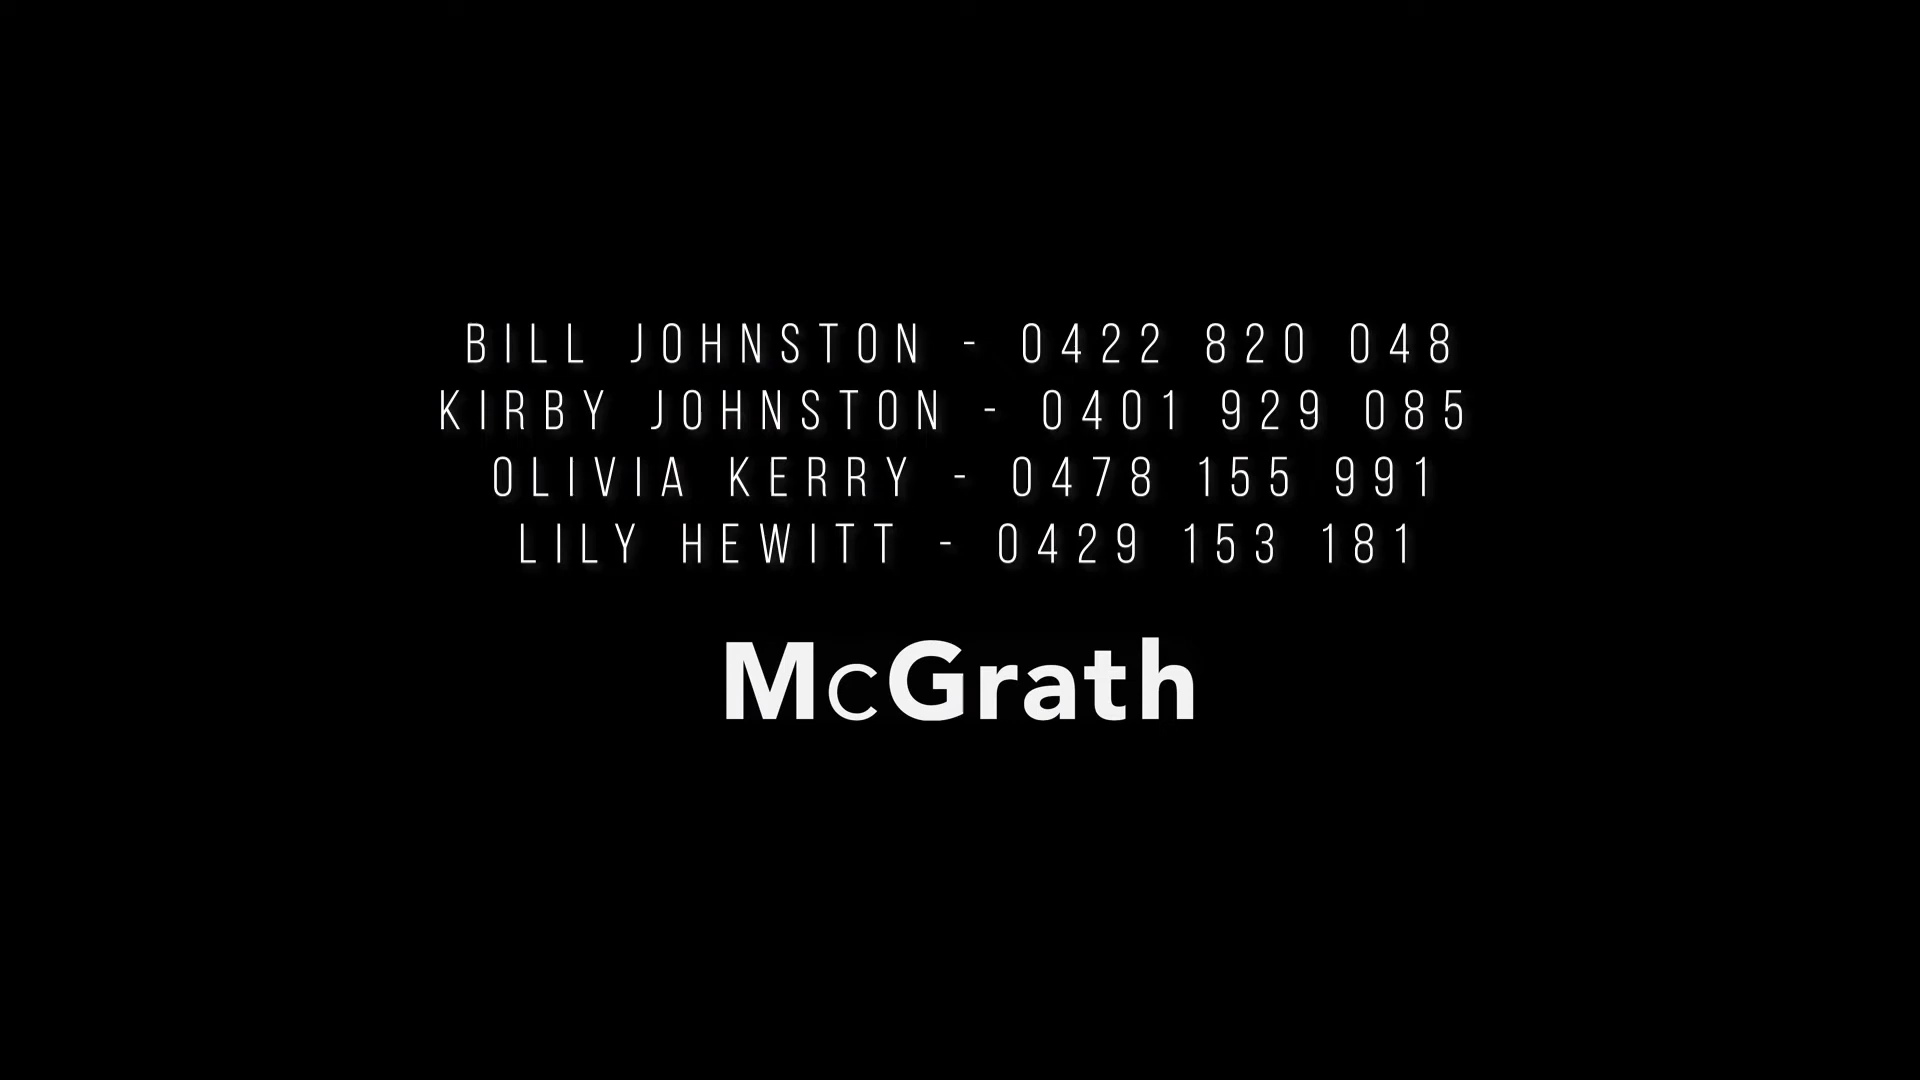 BILL JOHNSTON - 0422 820 048
KIRBY JOHNSTON - 0401 929 085
OLIVIA KERRY - 0478 155 991
LILY HEWITT - 0429 153 181
McGrath